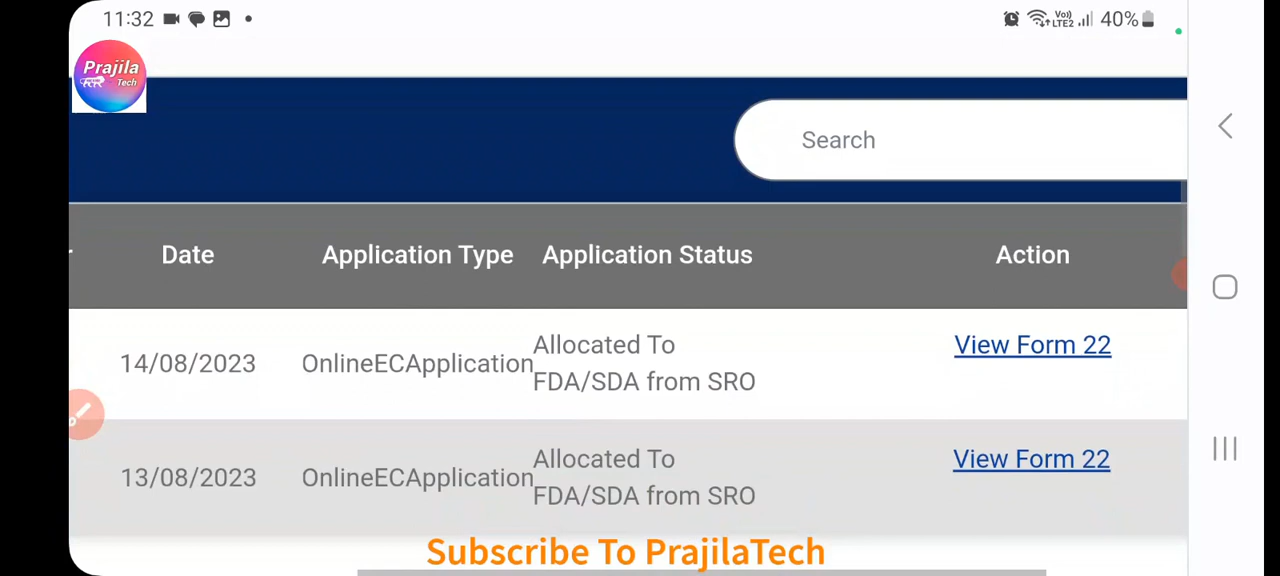 11:32
Vo)) LTE2 40%
Prajila
Tech
Search
Date Application Type Application Status Action
14/08/2023 OnlineECApplication Allocated To FDA/SDA from SRO View Form 22
13/08/2023 OnlineECApplication Allocated To FDA/SDA from SRO View Form 22
Subscribe To PrajilaTech